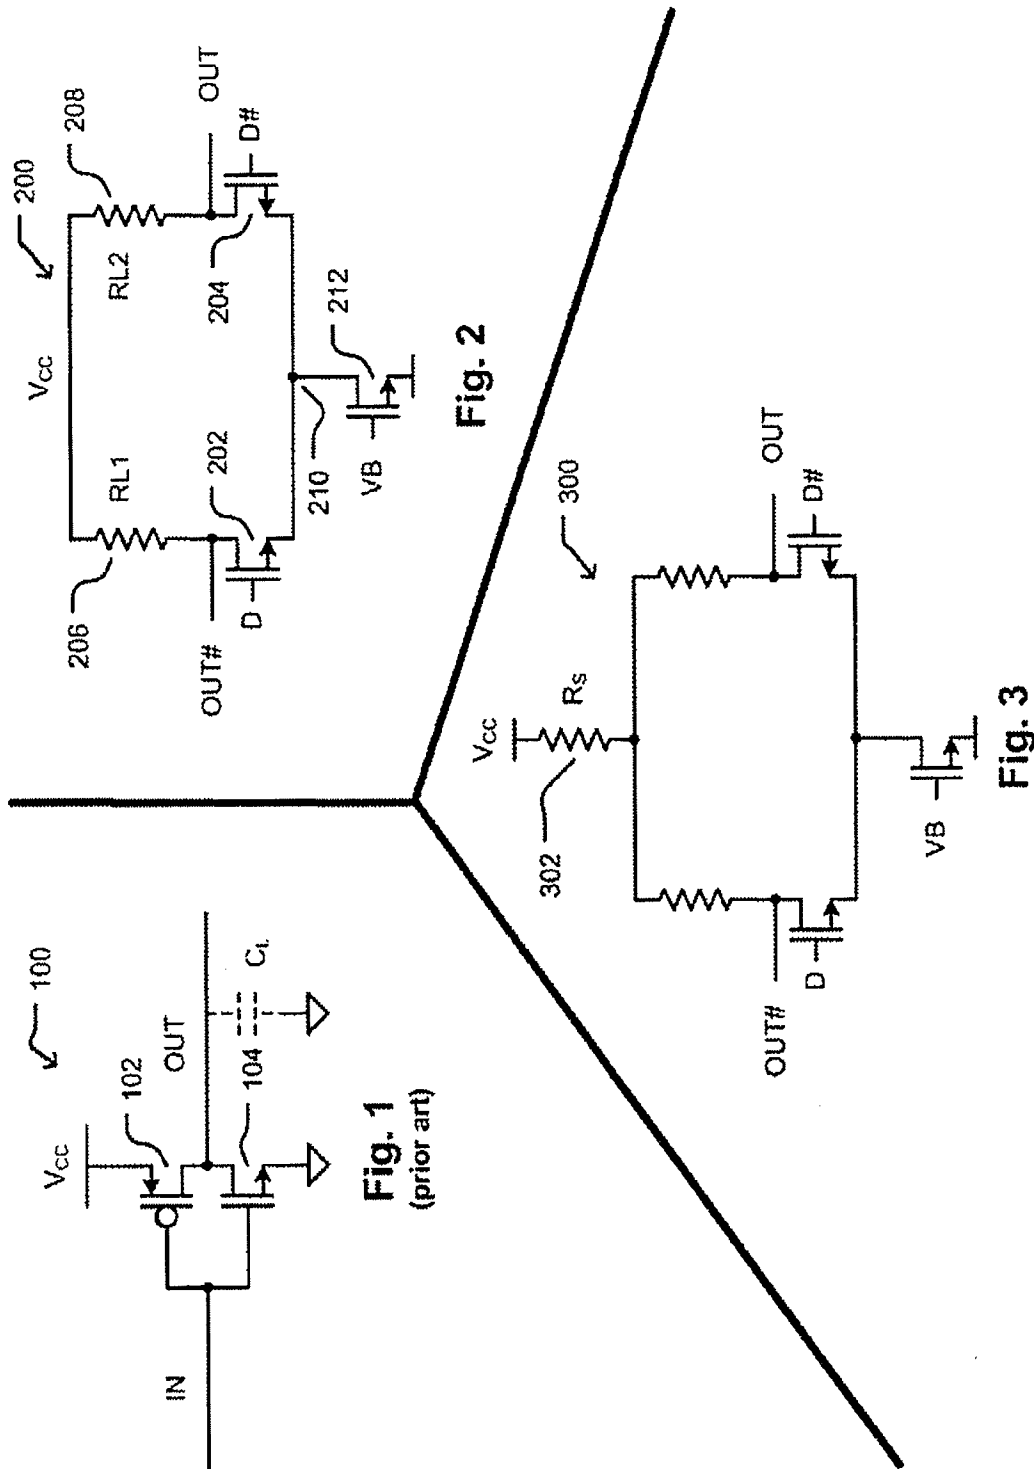 100
VCC
102
IN
OUT
CL
104
Fig. 1
(prior art)
200
VCC
206
RL1
RL2
208
OUT#
202
OUT
D
204
D#
210
212
VB
Fig. 2
300
VCC
302
RS
OUT#
OUT
D
D#
VB
Fig. 3